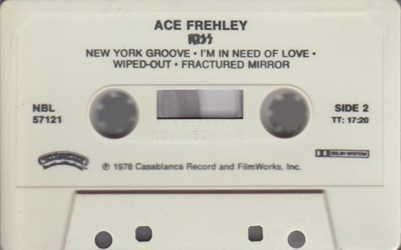 ACE FREHLEY
KISS
NEW YORK GROOVE • I'M IN NEED OF LOVE •
WIPED-OUT • FRACTURED MIRROR
NBL
57121
SIDE 2
TT: 17:20
DOLBY SYSTEM
℗ 1978 Casablanca Record and FilmWorks, Inc.